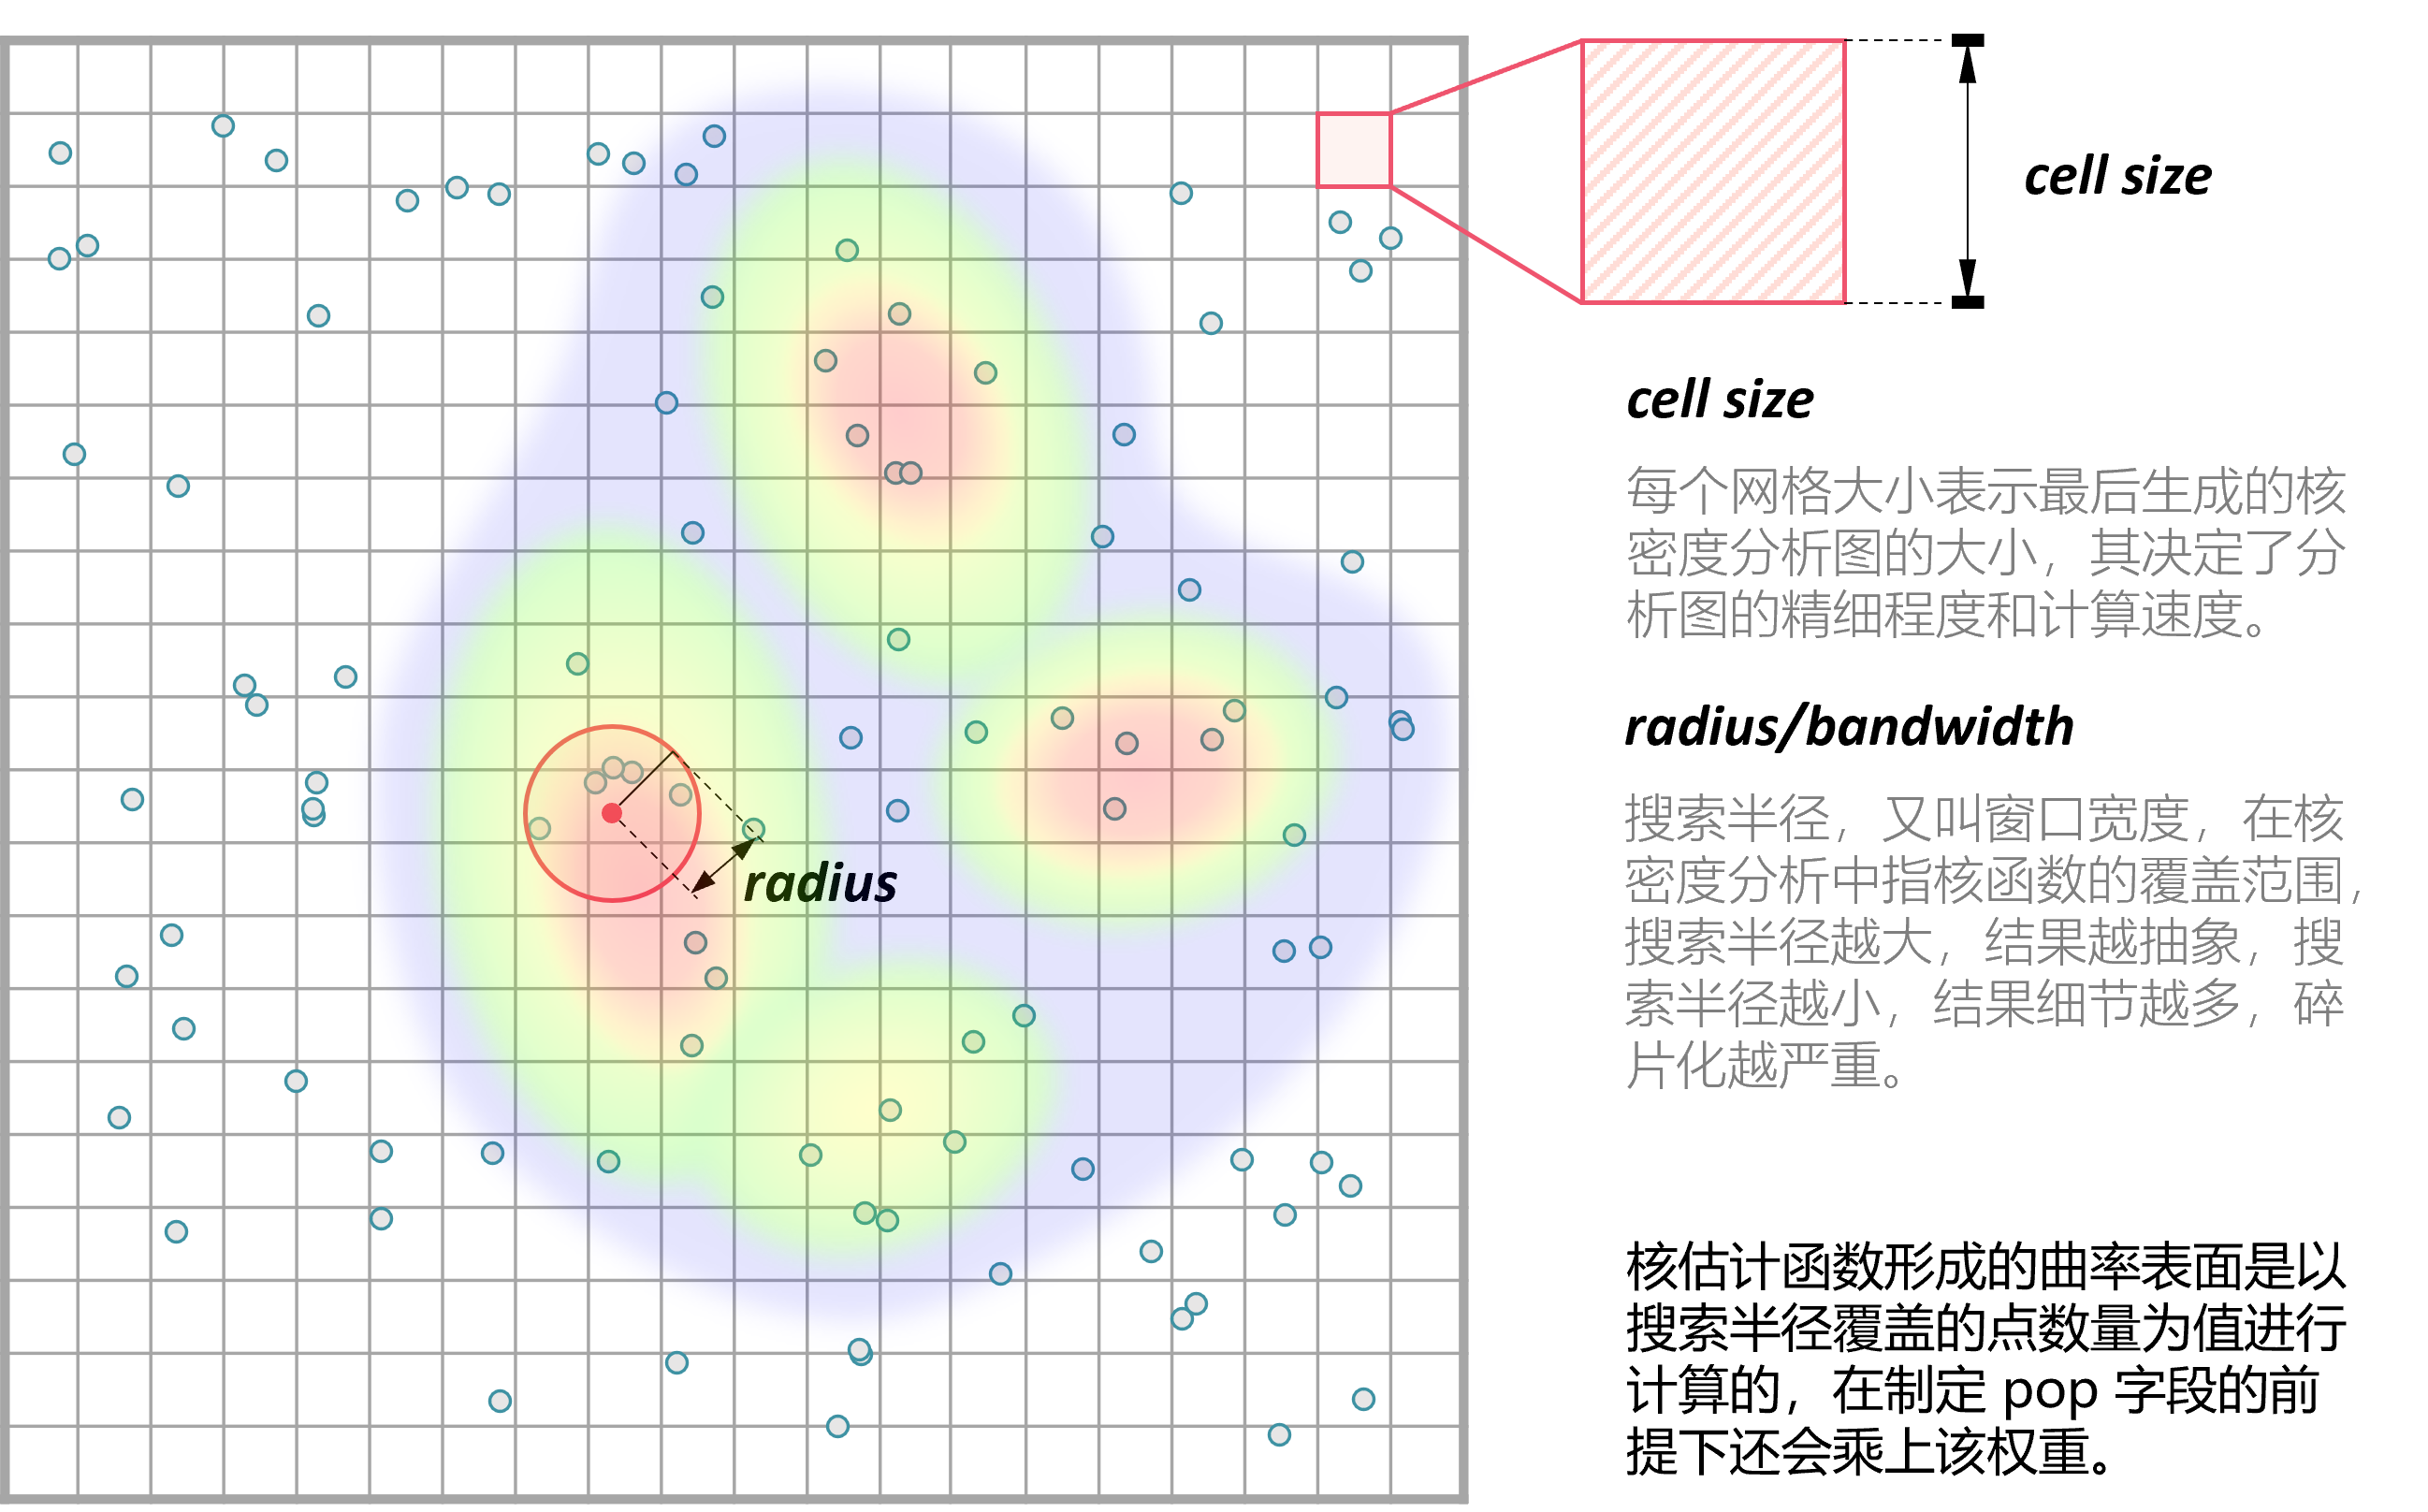 cell size
cell size
每个网格大小表示最后生成的核
密度分析图的大小，其决定了分
析图的精细程度和计算速度。
radius/bandwidth
搜索半径，又叫窗口宽度，在核
密度分析中指核函数的覆盖范围，
搜索半径越大，结果越抽象，搜
索半径越小，结果细节越多，碎
片化越严重。
radius
核估计函数形成的曲率表面是以
搜索半径覆盖的点数量为值进行
计算的，在制定 pop 字段的前
提下还会乘上该权重。